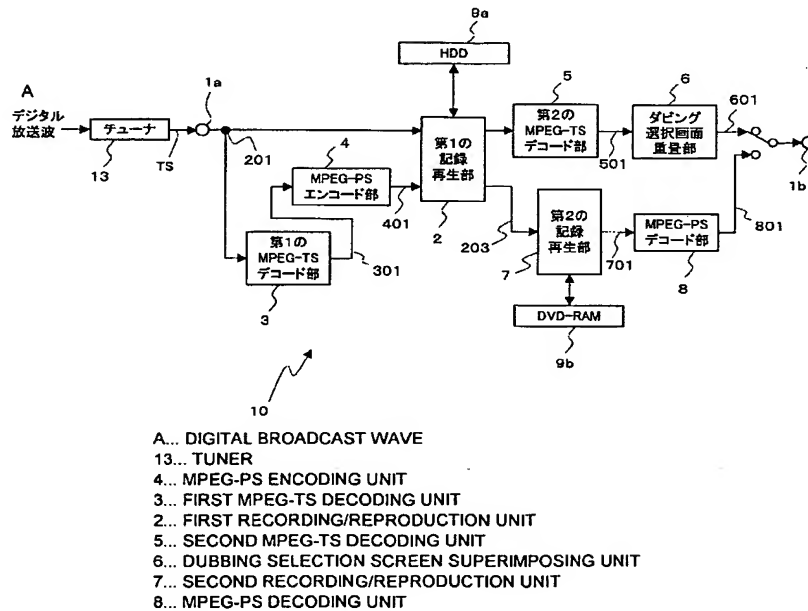 9a
HDD
A
デジタル
放送波
チューナ
13
TS
1a
201
4
MPEG-PS
エンコード部
401
第1の
MPEG-TS
デコード部
301
3
第1の
記録
再生部
2
5
第2の
MPEG-TS
デコード部
501
6
ダビング
選択画面
重畳部
601
1b
203
第2の
記録
再生部
7
701
MPEG-PS
デコード部
8
801
DVD-RAM
9b
10
A... DIGITAL BROADCAST WAVE
13... TUNER
4... MPEG-PS ENCODING UNIT
3... FIRST MPEG-TS DECODING UNIT
2... FIRST RECORDING/REPRODUCTION UNIT
5... SECOND MPEG-TS DECODING UNIT
6... DUBBING SELECTION SCREEN SUPERIMPOSING UNIT
7... SECOND RECORDING/REPRODUCTION UNIT
8... MPEG-PS DECODING UNIT